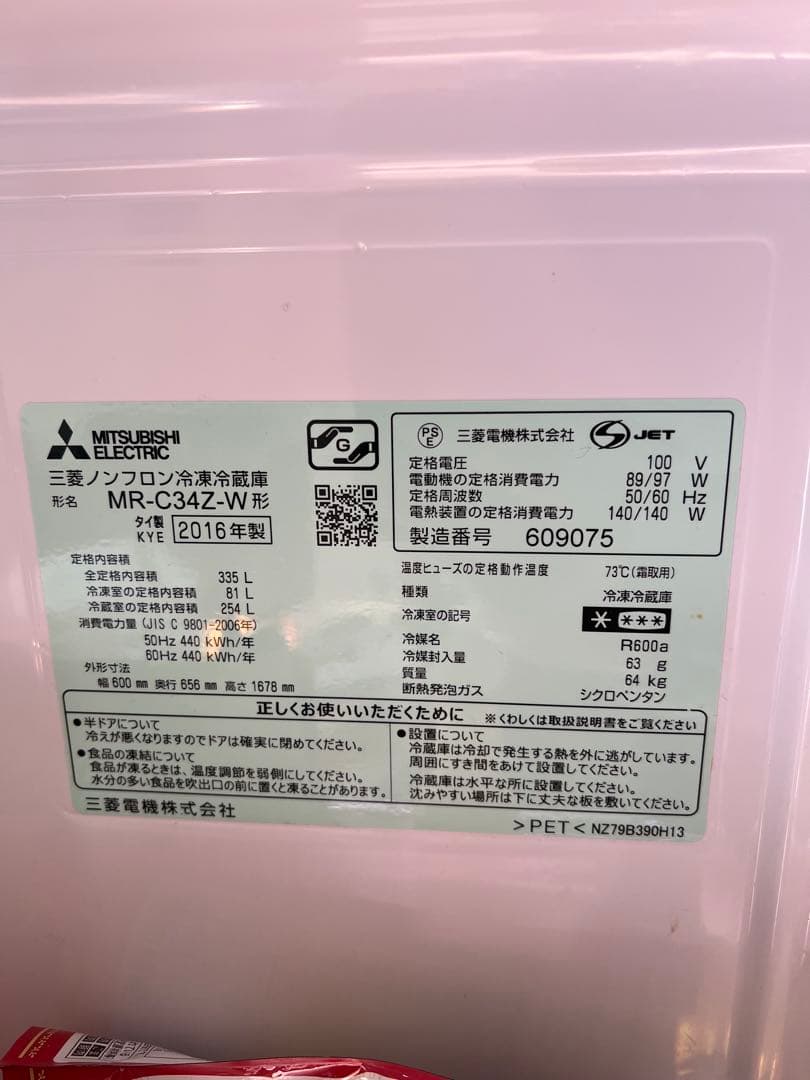 MITSUBISHI
ELECTRIC
三菱ノンフロン冷凍冷蔵庫
形名 MR-C34Z-W形
タイ製
KYE 2016年製
G
定格内容積
全定格内容積 335 L
冷凍室の定格内容積 81 L
冷蔵室の定格内容積 254 L
消費電力量 (JIS C 9801-2006年)
50Hz 440 kWh/年
60Hz 440 kWh/年
外形寸法
幅 600 mm 奥行 656 mm 高さ 1678 mm
PS
E 三菱電機株式会社 JET
定格電圧 100 V
電動機の定格消費電力 89/97 W
定格周波数 50/60 Hz
電熱装置の定格消費電力 140/140 W
製造番号 609075
温度ヒューズの定格動作温度 73℃(霜取用)
種類 冷凍冷蔵庫
冷凍室の記号 * ***
冷媒名 R600a
冷媒封入量 63 g
質量 64 kg
断熱発泡ガス シクロペンタン
正しくお使いいただくために ※くわしくは取扱説明書をご覧ください
●半ドアについて
冷えが悪くなりますのでドアは確実に閉めてください。
●食品の凍結について
食品が凍るときは、温度調節を弱側にしてください。
水分の多い食品を吹出口の前に置くと凍ることがあります。
●設置について
冷蔵庫は冷却で発生する熱を外に逃がしています。
周囲にすき間をあけて設置してください。
冷蔵庫は水平な所に設置してください。
沈みやすい場所は下に丈夫な板を敷いてください。
三菱電機株式会社
>PET< NZ79B390H13